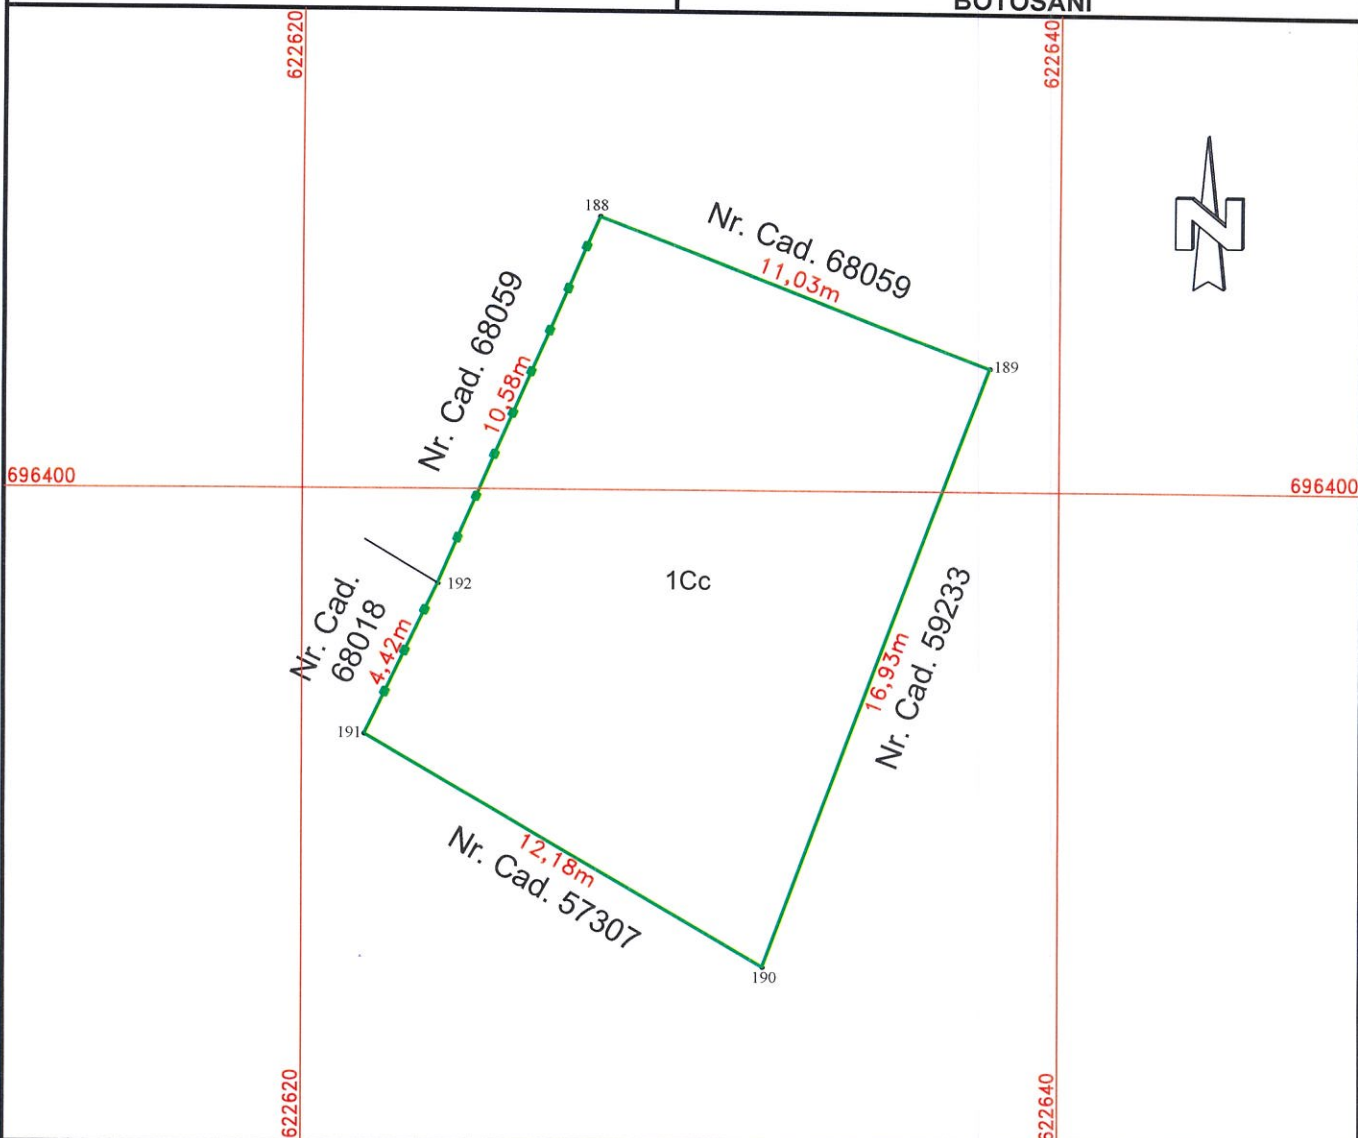 BOTOSANI
622620
622640
N
188
Nr. Cad. 68059
11,03m
Nr. Cad. 68059
10,58m
189
696400
696400
192
1Cc
Nr. Cad.
68018
4,42m
Nr. Cad. 59233
16,93m
191
12,18m
Nr. Cad. 57307
190
622620
622640